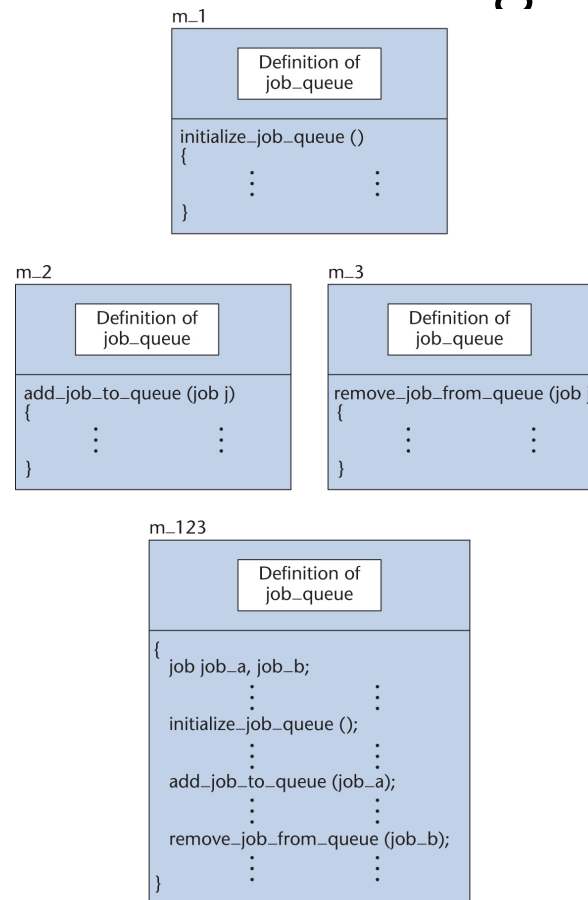 m_1
Definition of
job_queue
initialize_job_queue ()
{
}
m_2
Definition of
job_queue
add_job_to_queue (job j)
{
}
m_3
Definition of
job_queue
remove_job_from_queue (job j
{
}
m_123
Definition of
job_queue
{
job job_a, job_b;
initialize_job_queue ();
add_job_to_queue (job_a);
remove_job_from_queue (job_b);
}